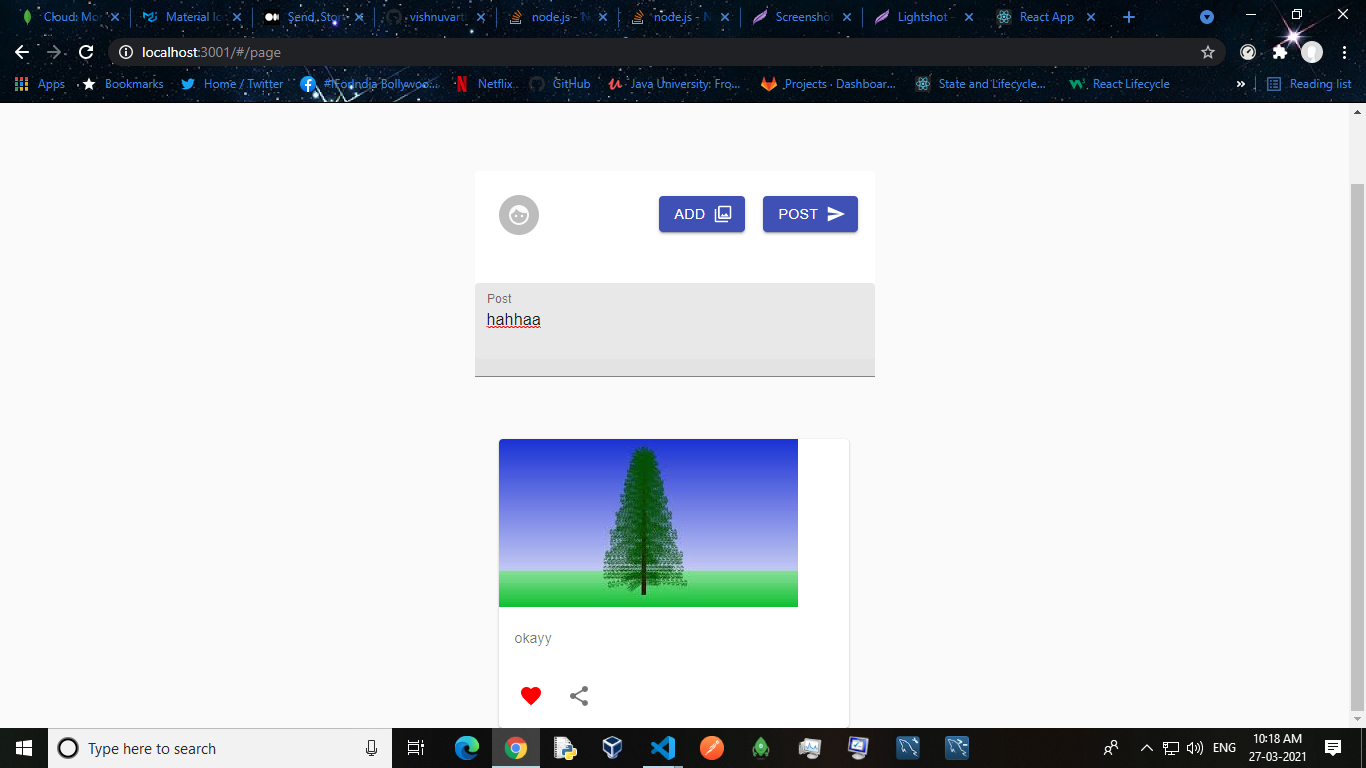 Cloud: Mo
Material Ic
Send, Stor
vishnuvart
node.js - 'N
node.js - N
Screenshot
Lightshot -
React App
localhost:3001/#/page
Apps
Bookmarks
Home / Twitter
#IForIndia Bollywoo...
Netflix
GitHub
Java University: Fro...
Projects · Dashboar...
State and Lifecycle...
React Lifecycle
»
Reading list
ADD
POST
Post
hahhaa
okayy
Type here to search
ENG
10:18 AM
27-03-2021